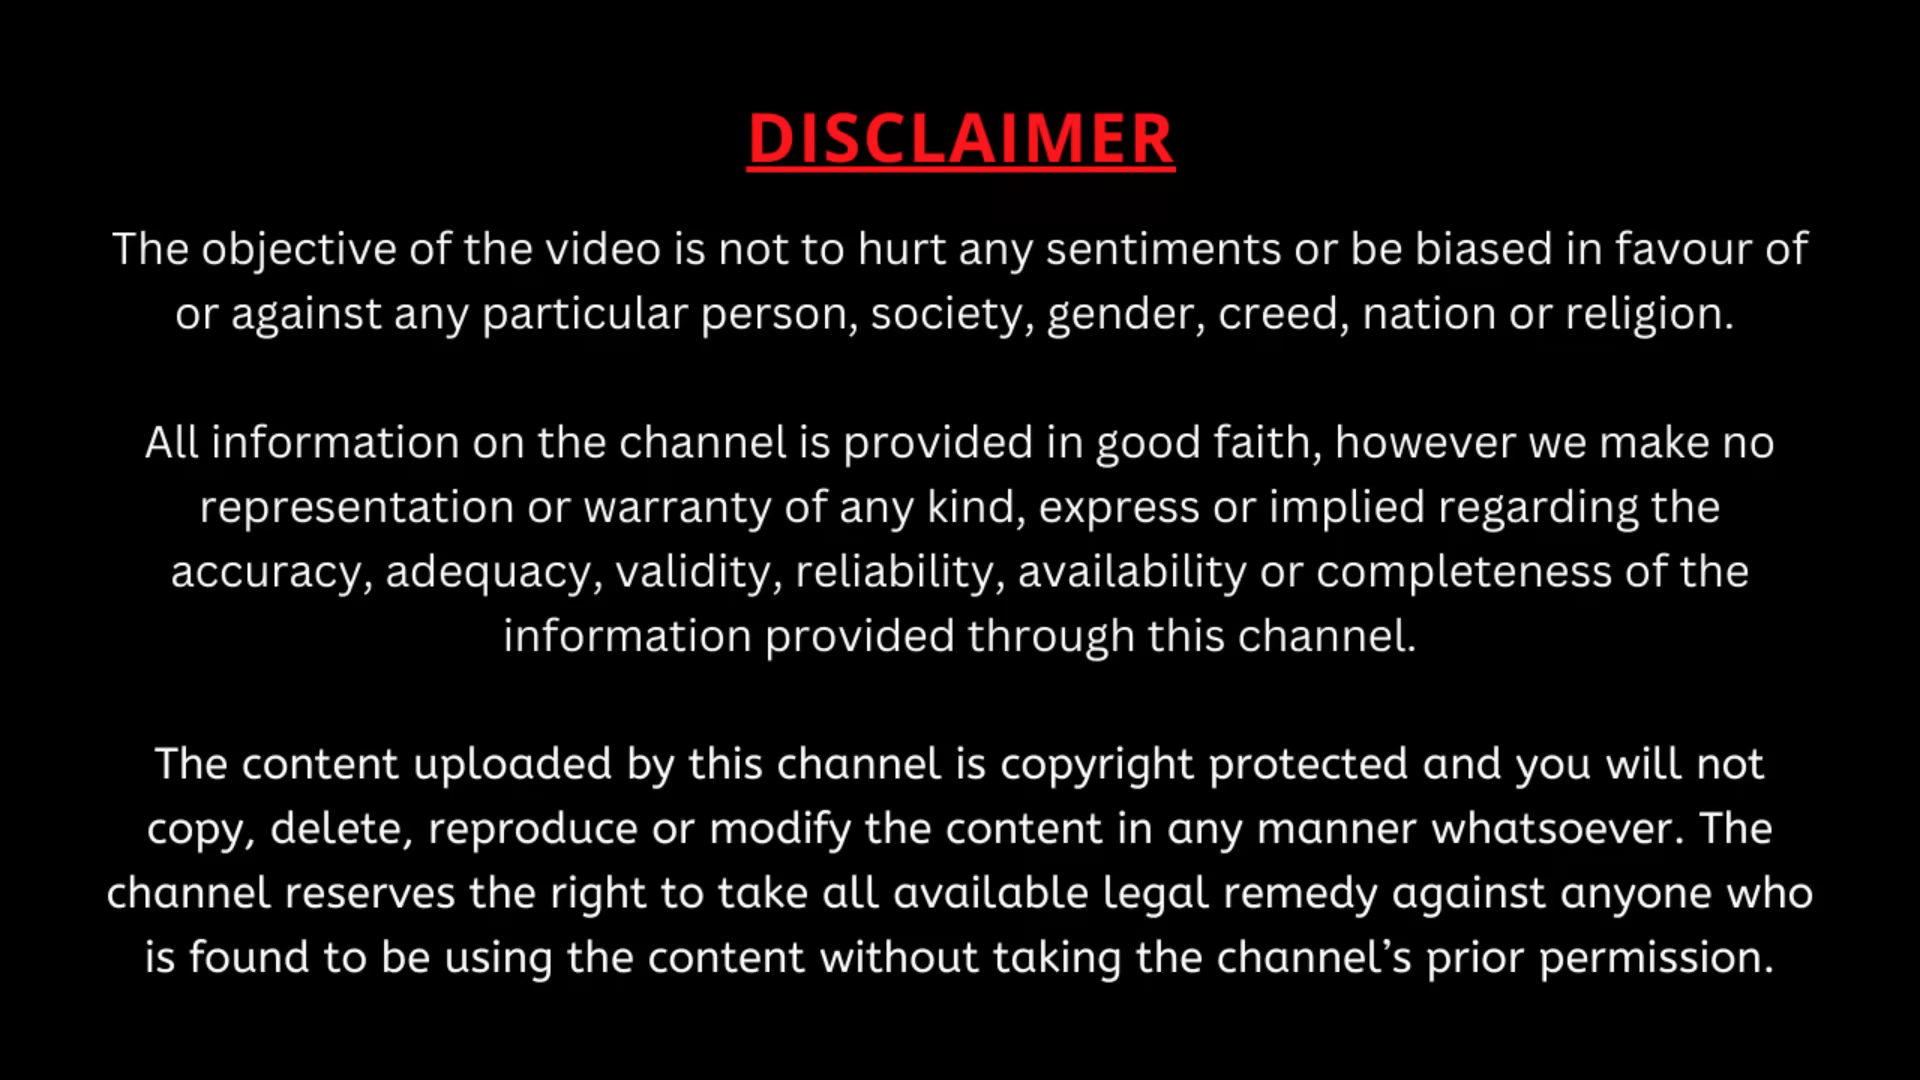 DISCLAIMER
The objective of the video is not to hurt any sentiments or be biased in favour of
or against any particular person, society, gender, creed, nation or religion.
All information on the channel is provided in good faith, however we make no
representation or warranty of any kind, express or implied regarding the
accuracy, adequacy, validity, reliability, availability or completeness of the
information provided through this channel.
The content uploaded by this channel is copyright protected and you will not
copy, delete, reproduce or modify the content in any manner whatsoever. The
channel reserves the right to take all available legal remedy against anyone who
is found to be using the content without taking the channel’s prior permission.